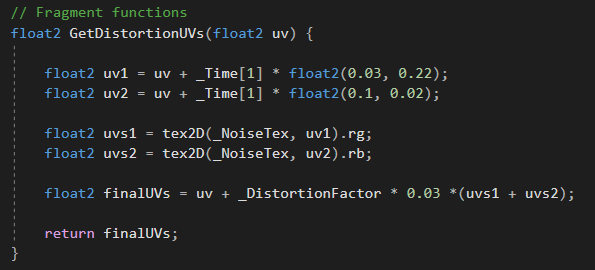 // Fragment functions
float2 GetDistortionUVs(float2 uv) {
float2 uv1 = uv + _Time[1] * float2(0.03, 0.22);
float2 uv2 = uv + _Time[1] * float2(0.1, 0.02);
float2 uvs1 = tex2D(_NoiseTex, uv1).rg;
float2 uvs2 = tex2D(_NoiseTex, uv2).rb;
float2 finalUVs = uv + _DistortionFactor * 0.03 *(uvs1 + uvs2);
return finalUVs;
}